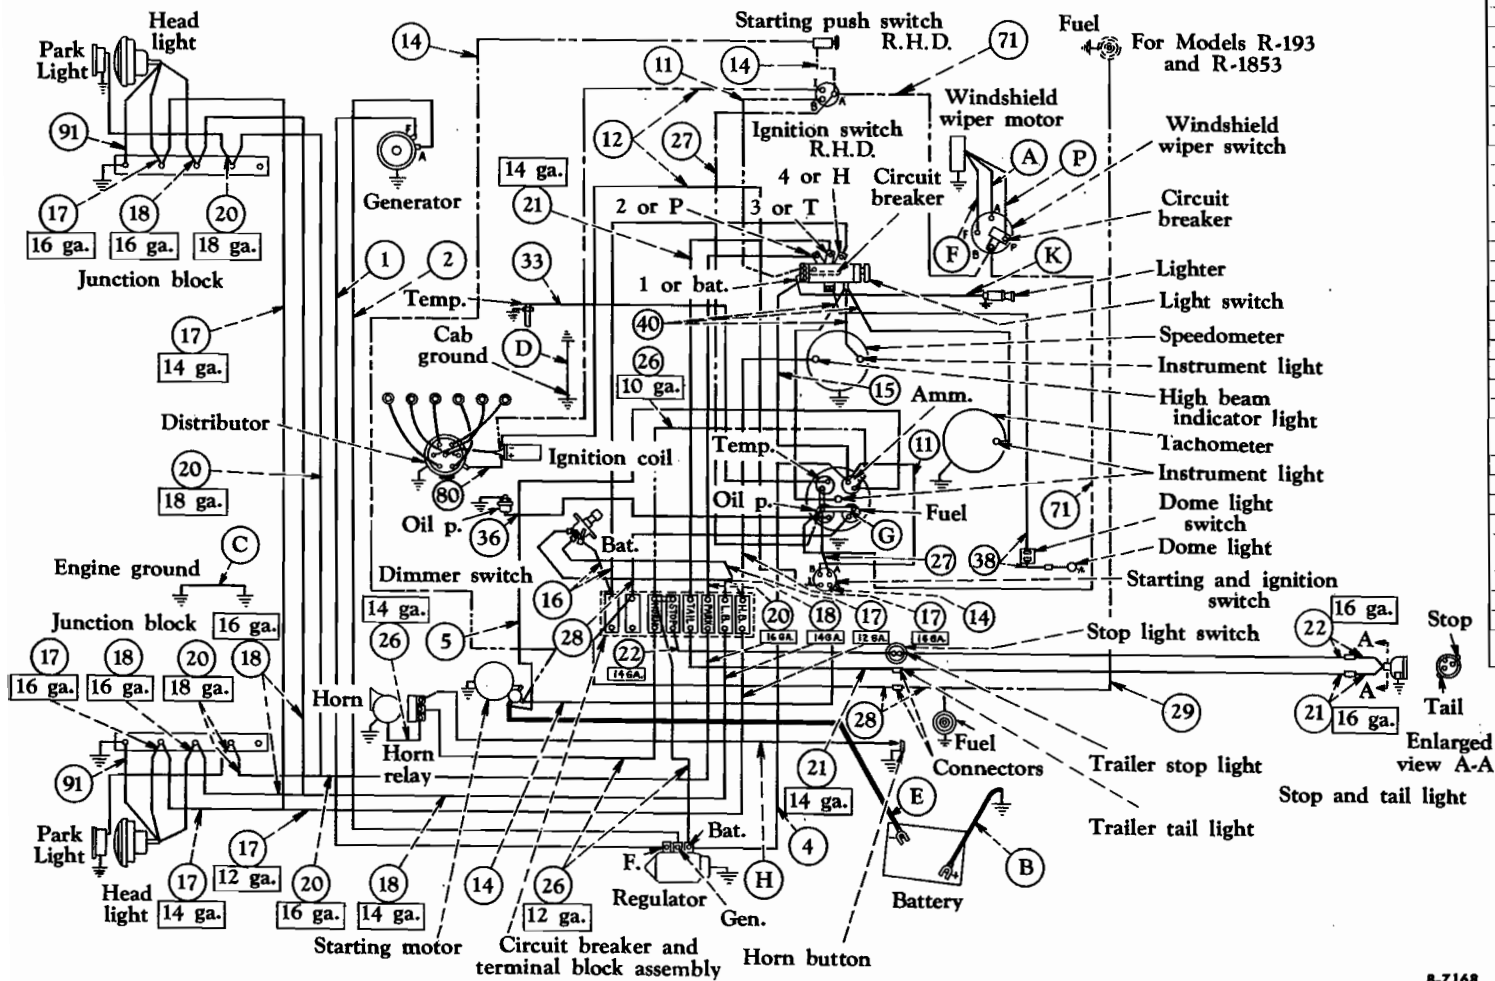 Head
light
Park
Light
14
Starting push switch
R.H.D.
71
Fuel
For Models R-193
and R-1853
11
14
I
A
B
Windshield
wiper motor
91
F
A
12
27
Ignition switch
R.H.D.
A
P
Windshield
wiper switch
14 ga.
4 or H
Circuit
breaker
17
18
20
Generator
21
2 or P
3 or T
Circuit
breaker
16 ga.
16 ga.
18 ga.
A
F
P
B
F
K
Junction block
1
2
33
Temp.
1 or bat.
Lighter
Light switch
17
14 ga.
Cab
ground
D
40
Speedometer
26
10 ga.
Instrument light
15
Amm.
High beam
indicator light
Distributor
Tachometer
Temp.
11
Ignition coil
Instrument light
20
18 ga.
80
Oil p.
Fuel
Dome light
switch
Oil p.
36
G
71
Dome light
C
Bat.
27
38
Engine ground
Dimmer switch
B
A
Starting and ignition
switch
16
TAIL
PARK
L.B.
H.B.
Junction block
16 ga.
14 ga.
20
18
17
17
14
16 ga.
Stop
26
5
28
22
16 GA.
14 GA.
12 GA.
Stop light switch
22
A
17
18
20
18
14 GA.
16 ga.
16 ga.
18 ga.
A
Tail
Horn
21
28
29
21
16 ga.
Horn
relay
26
Fuel
Connectors
Enlarged
view A-A
91
H
21
14 ga.
Trailer stop light
E
Stop and tail light
Park
Light
Bat.
4
Trailer tail light
17
12 ga.
F.
B
Head
light
17
14 ga.
20
16 ga.
18
14 ga.
14
26
12 ga.
Regulator
Gen.
Battery
Starting motor
Circuit breaker and
terminal block assembly
Horn button
B-7168